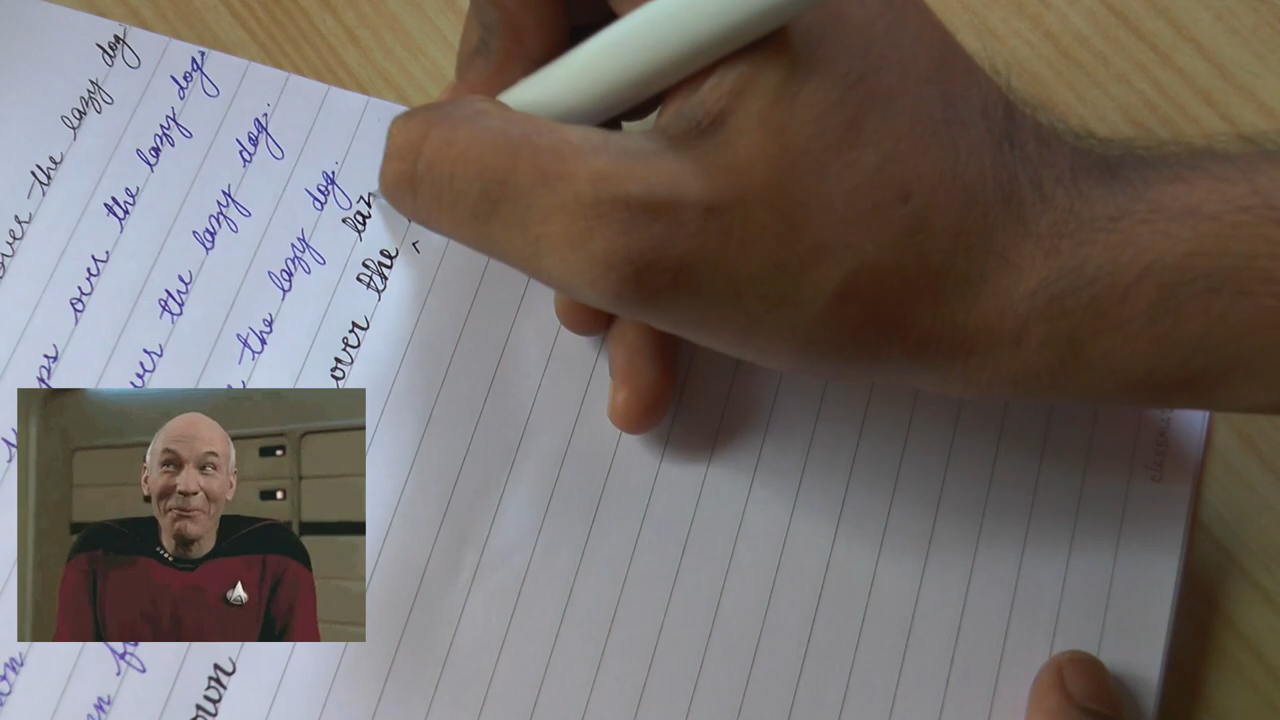 over the lazy dog
ps over the lazy dog.
ver the lazy dog.
the lazy dog.
over the laz
own